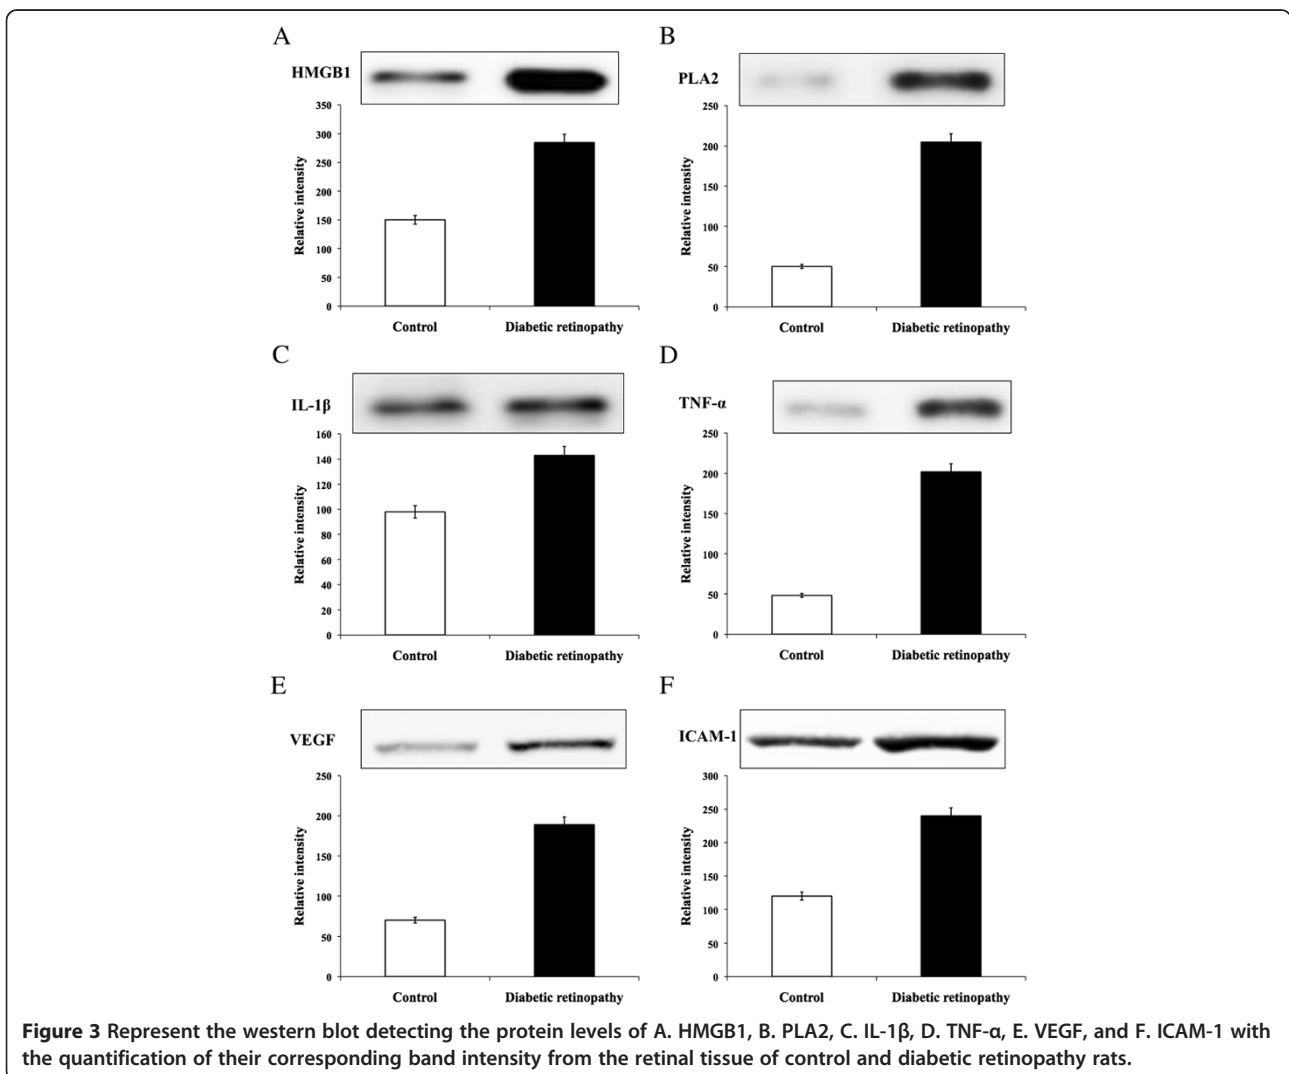 A
HMGB1
350
300
250
200
150
100
50
0
Relative intensity
Control Diabetic retinopathy
B
PLA2
250
200
150
100
50
0
Relative intensity
Control Diabetic retinopathy
C
IL-1β
160
140
120
100
80
60
40
20
0
Relative intensity
Control Diabetic retinopathy
D
TNF-α
250
200
150
100
50
0
Relative intensity
Control Diabetic retinopathy
E
VEGF
250
200
150
100
50
0
Relative intensity
Control Diabetic retinopathy
F
ICAM-1
300
250
200
150
100
50
0
Relative intensity
Control Diabetic retinopathy
Figure 3 Represent the western blot detecting the protein levels of A. HMGB1, B. PLA2, C. IL-1β, D. TNF-α, E. VEGF, and F. ICAM-1 with
the quantification of their corresponding band intensity from the retinal tissue of control and diabetic retinopathy rats.